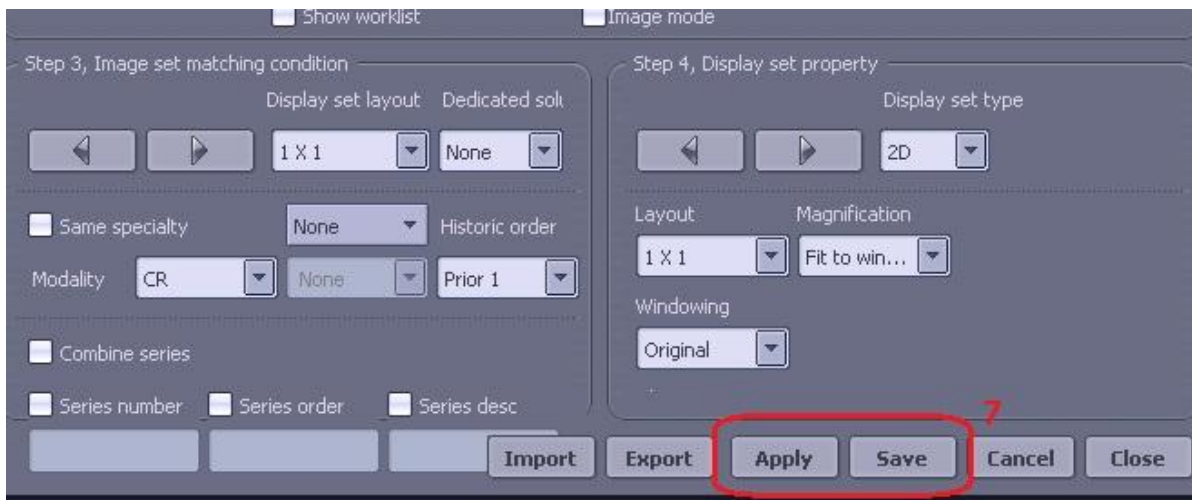 Show worklist Image mode
Step 3, Image set matching condition
Display set layout Dedicated solu
1 X 1 None
Same specialty None Historic order
Modality CR None Prior 1
Combine series
Series number Series order Series desc
Step 4, Display set property
Display set type
2D
Layout Magnification
1 X 1 Fit to win...
Windowing
Original
7
Import Export Apply Save Cancel Close